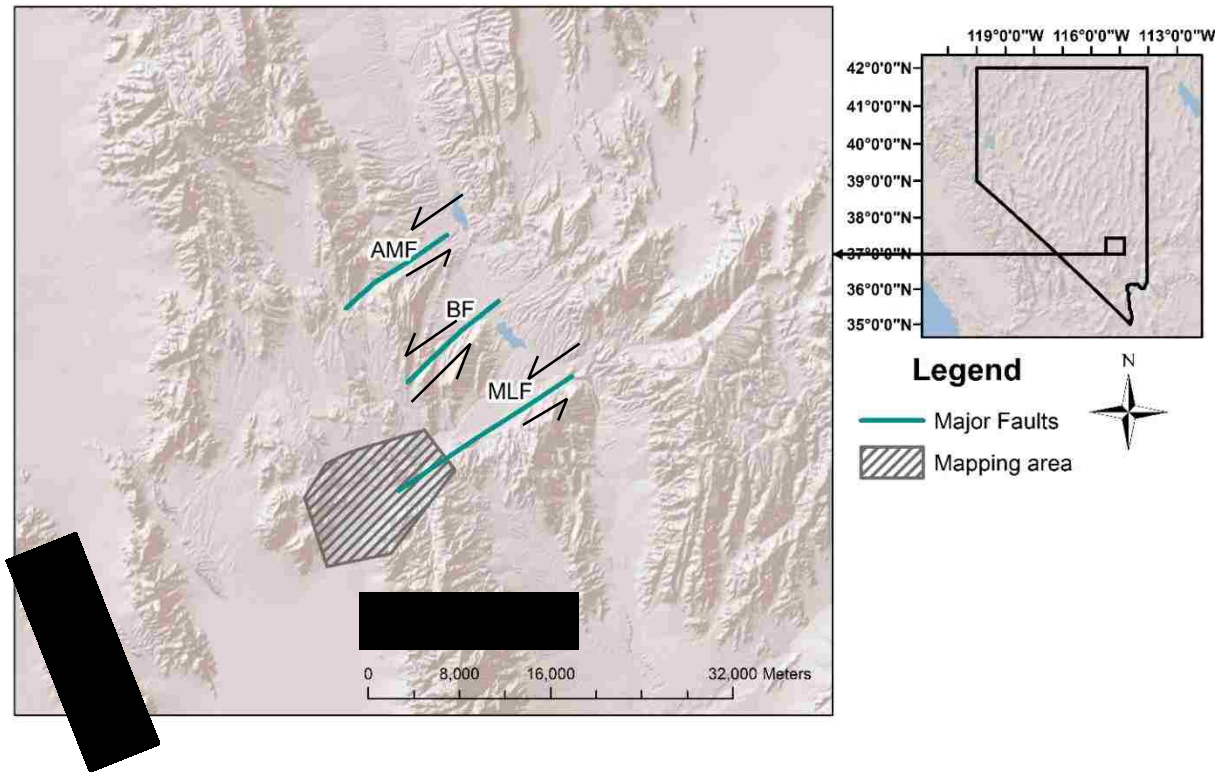 AMF
BF
MLF
0 8,000 16,000 32,000 Meters
119°0'0"W 116°0'0"W 113°0'0"W
42°0'0"N
41°0'0"N
40°0'0"N
39°0'0"N
38°0'0"N
37°0'0"N
36°0'0"N
35°0'0"N
Legend
N
Major Faults
Mapping area